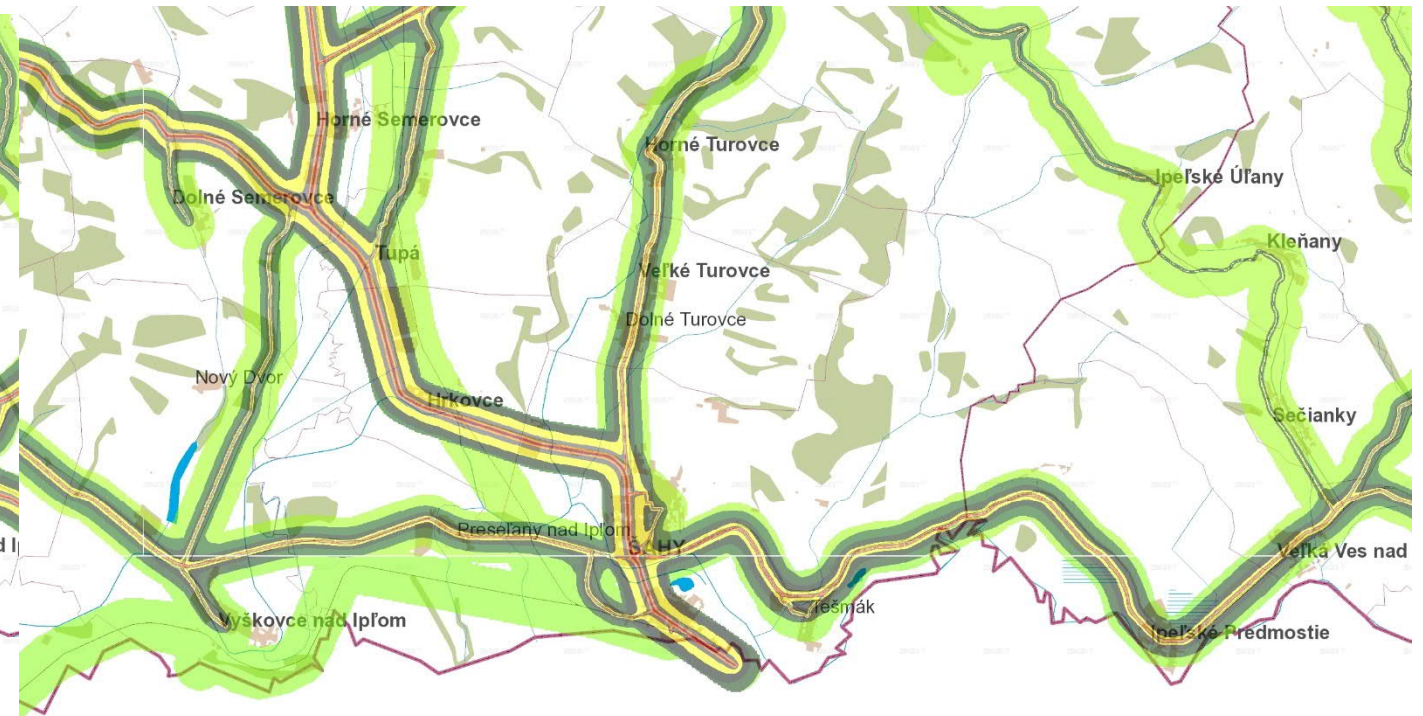 Horné Semerovce
Horné Turovce
Ipeľské Úľany
Dolné Semerovce
Kleňany
Tupá
Veľké Turovce
Dolné Turovce
Nový Dvor
Hrkovce
Sečianky
Preseľany nad Ipľom
d I
ŠAHY
Veľká Ves nad
Tešmák
Vyškovce nad Ipľom
Ipeľské Predmostie